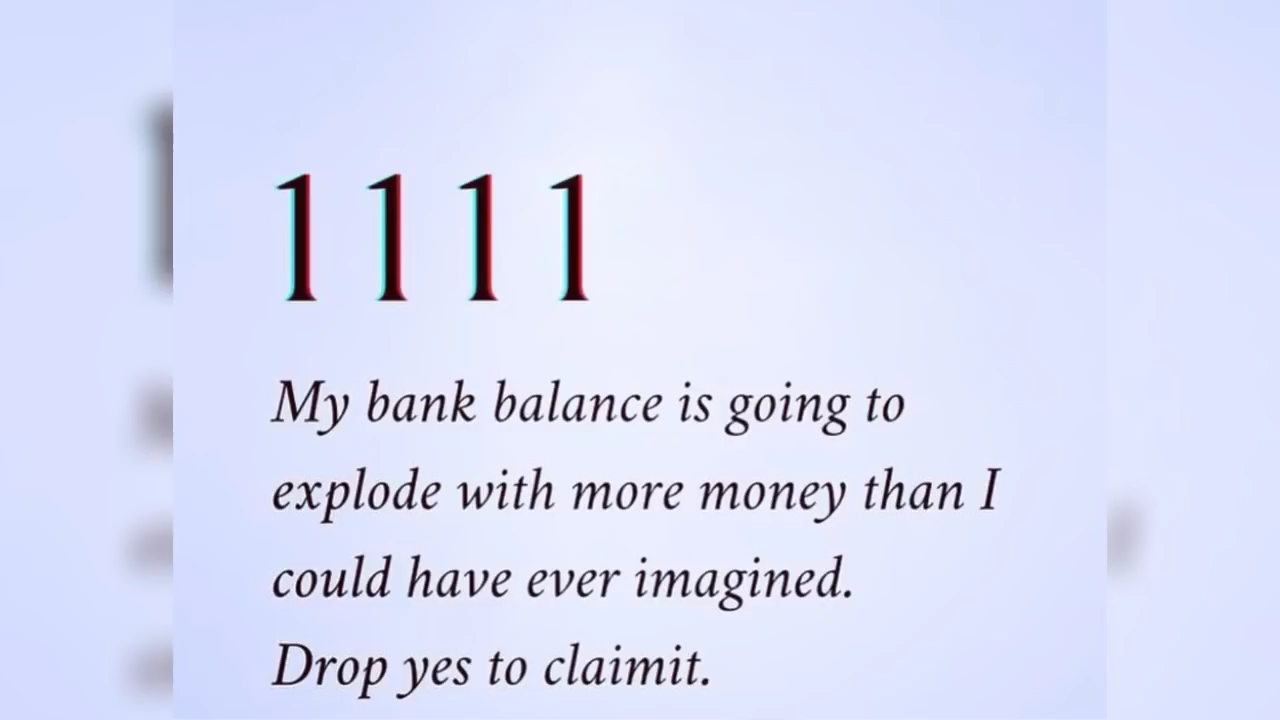 1111
My bank balance is going to
explode with more money than I
could have ever imagined.
Drop yes to claimit.